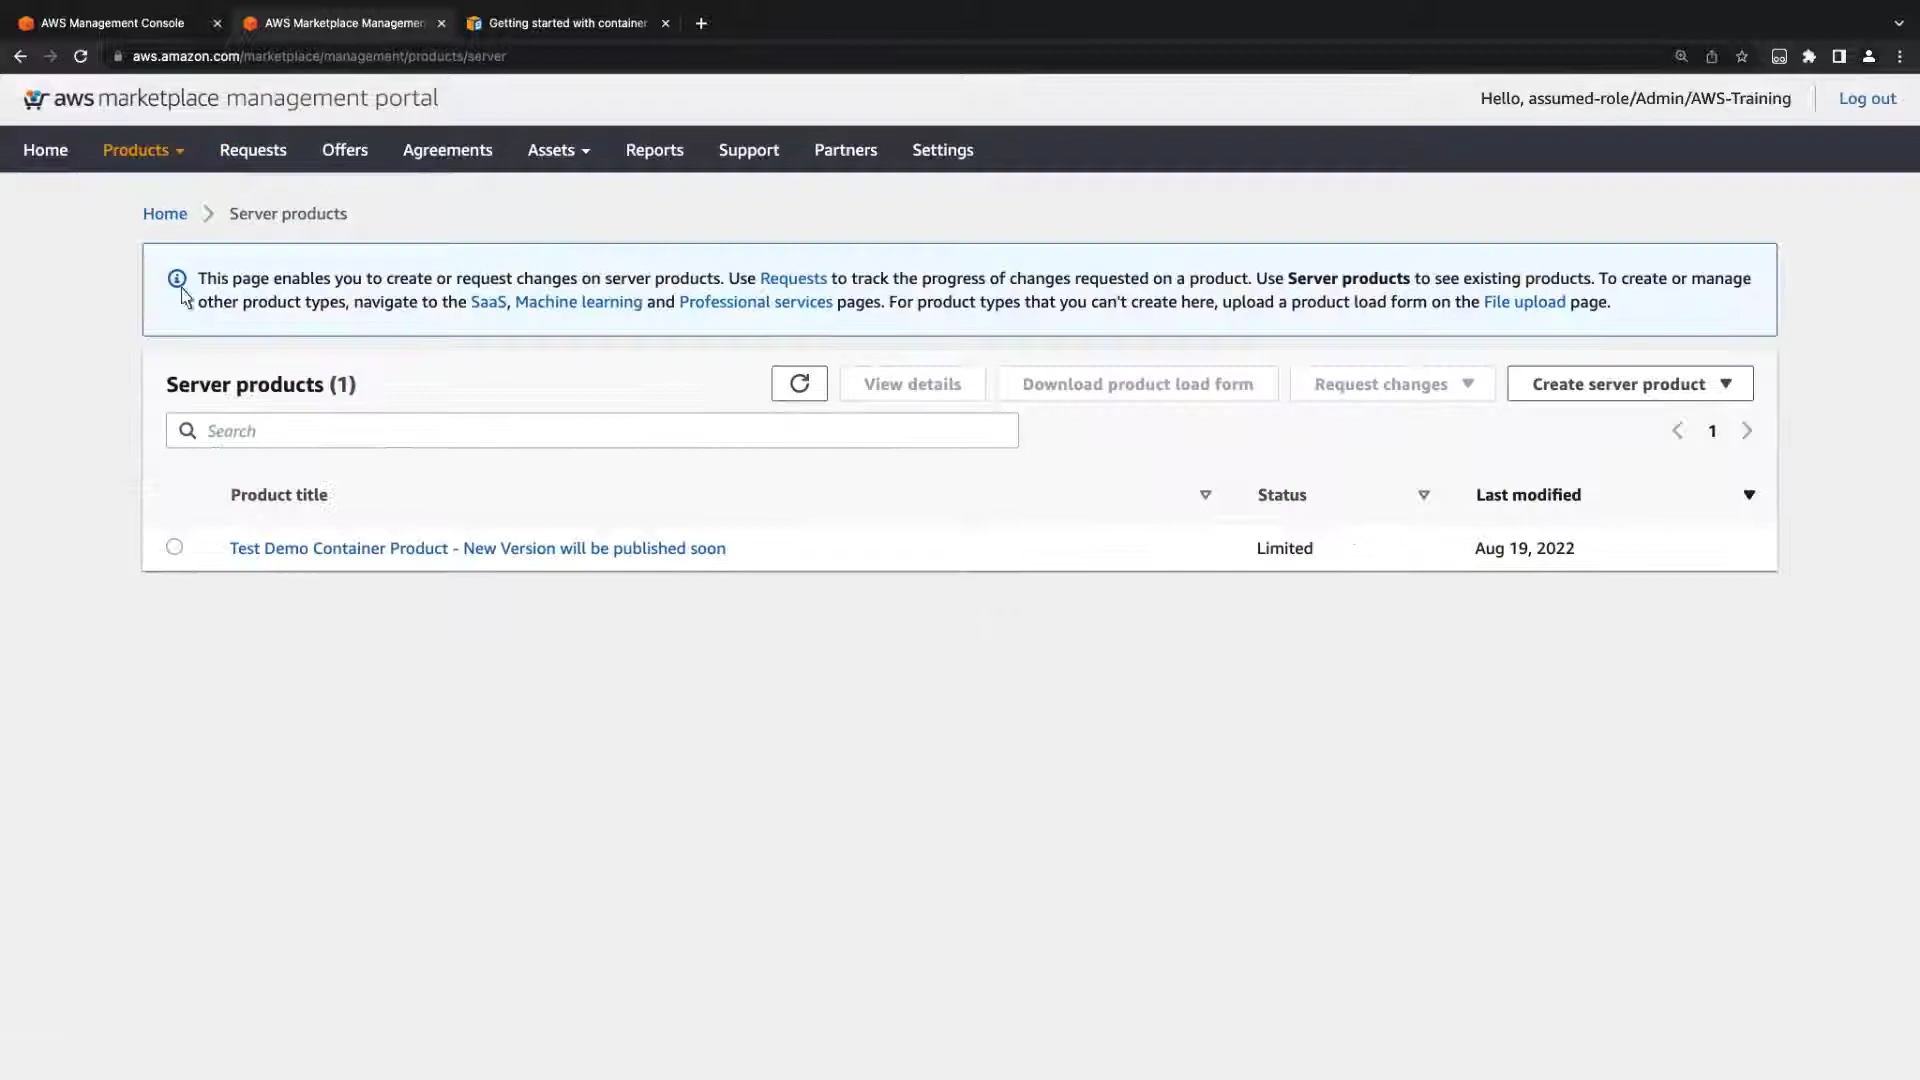 AWS Management Console
AWS Marketplace Managemen
Getting started with container
aws.amazon.com/marketplace/management/products/server
aws marketplace management portal
Hello, assumed-role/Admin/AWS-Training
Log out
Home
Products
Requests
Offers
Agreements
Assets
Reports
Support
Partners
Settings
Home
Server products
This page enables you to create or request changes on server products. Use Requests to track the progress of changes requested on a product. Use Server products to see existing products. To create or manage
other product types, navigate to the SaaS, Machine learning and Professional services pages. For product types that you can't create here, upload a product load form on the File upload page.
Server products (1)
View details
Download product load form
Request changes
Create server product
Search
1
Product title
Status
Last modified
Test Demo Container Product - New Version will be published soon
Limited
Aug 19, 2022